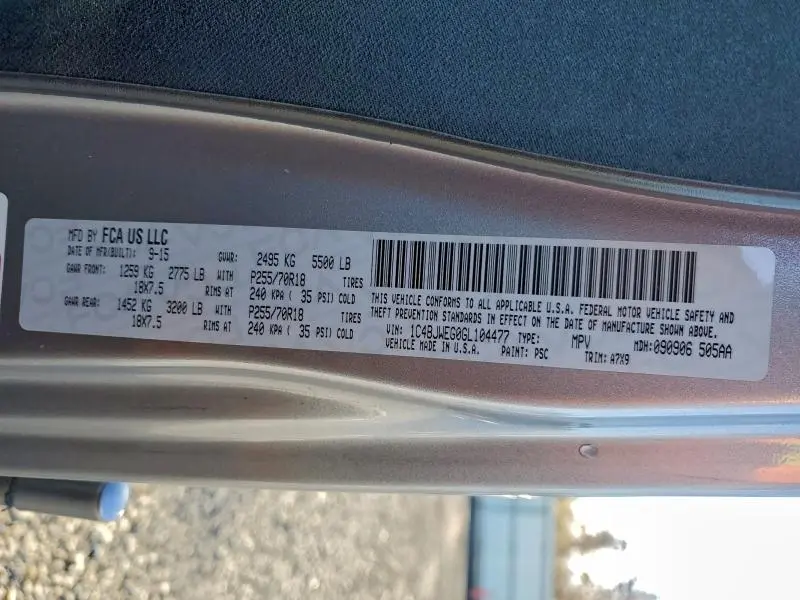 MFD BY FCA US LLC
DATE OF MFR(BUILT): 9-15 GVWR: 2495 KG 5500 LB
GAWR FRONT: 1259 KG 2775 LB WITH P255/70R18 TIRES
18X7.5 RIMS AT 240 KPA ( 35 PSI) COLD
GAWR REAR: 1452 KG 3200 LB WITH P255/70R18 TIRES
18X7.5 RIMS AT 240 KPA ( 35 PSI) COLD
THIS VEHICLE CONFORMS TO ALL APPLICABLE U.S.A. FEDERAL MOTOR VEHICLE SAFETY AND
THEFT PREVENTION STANDARDS IN EFFECT ON THE DATE OF MANUFACTURE SHOWN ABOVE.
VIN: 1C4BJWEG0GL104477 TYPE: MPV MDH: 090906 505AA
VEHICLE MADE IN U.S.A. PAINT: PSC TRIM: A7X9